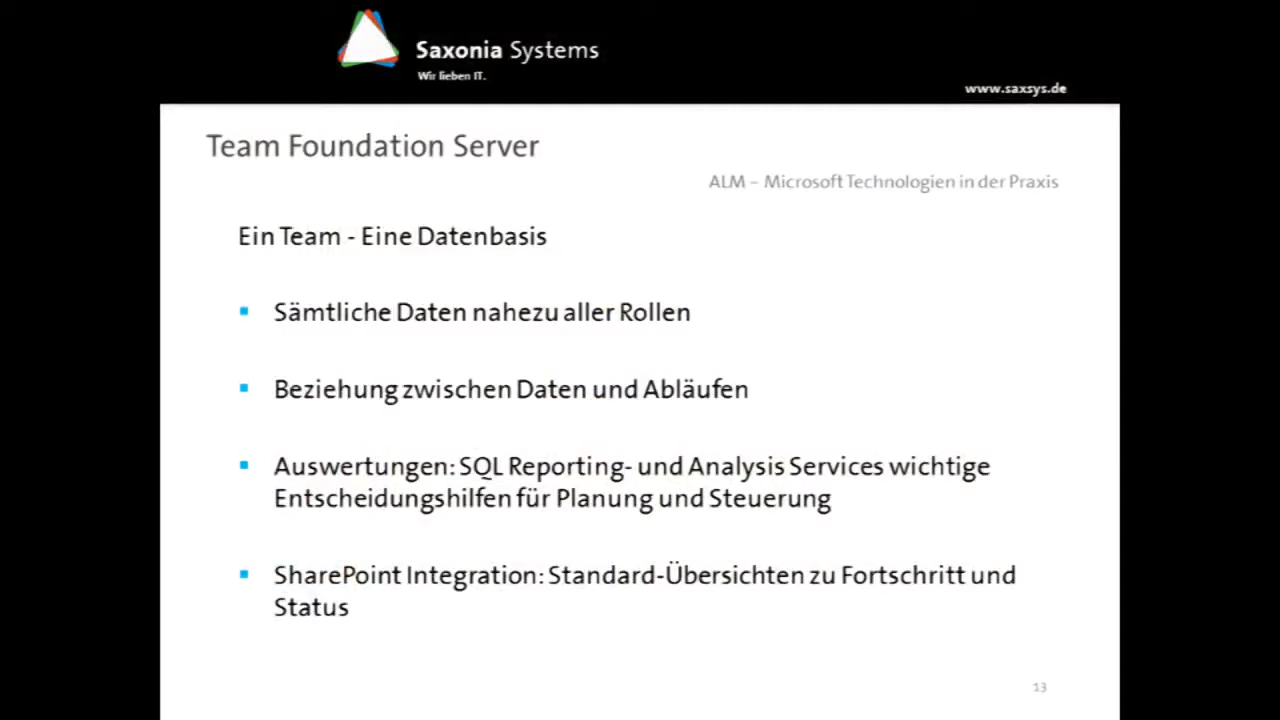 Saxonia Systems
Wir lieben IT.
www.saxsys.de
Team Foundation Server
ALM – Microsoft Technologien in der Praxis
Ein Team - Eine Datenbasis
Sämtliche Daten nahezu aller Rollen
Beziehung zwischen Daten und Abläufen
Auswertungen: SQL Reporting- und Analysis Services wichtige
Entscheidungshilfen für Planung und Steuerung
SharePoint Integration: Standard-Übersichten zu Fortschritt und
Status
13